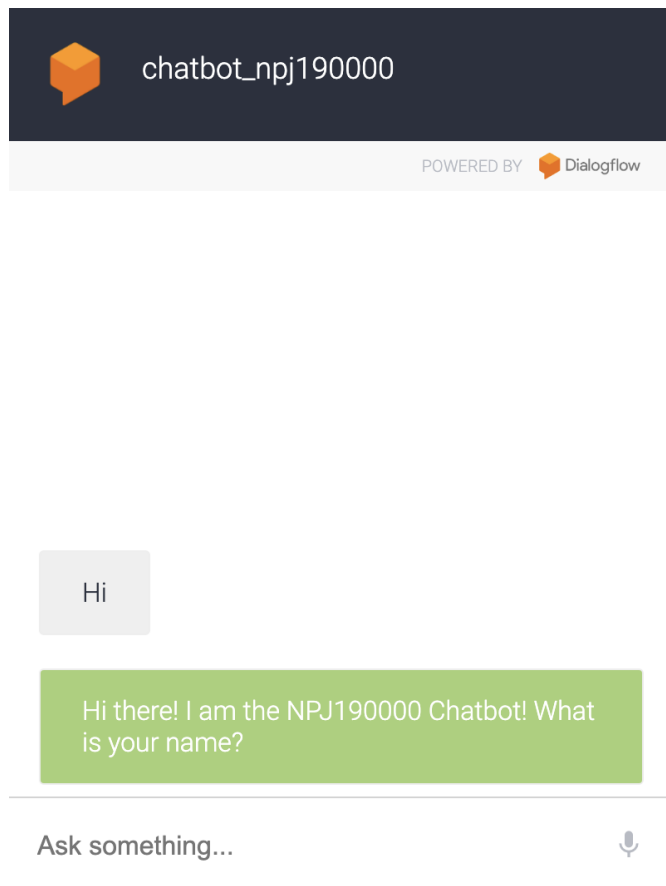 chatbot_npj190000
POWERED BY Dialogflow
Hi
Hi there! I am the NPJ190000 Chatbot! What
is your name?
Ask something...